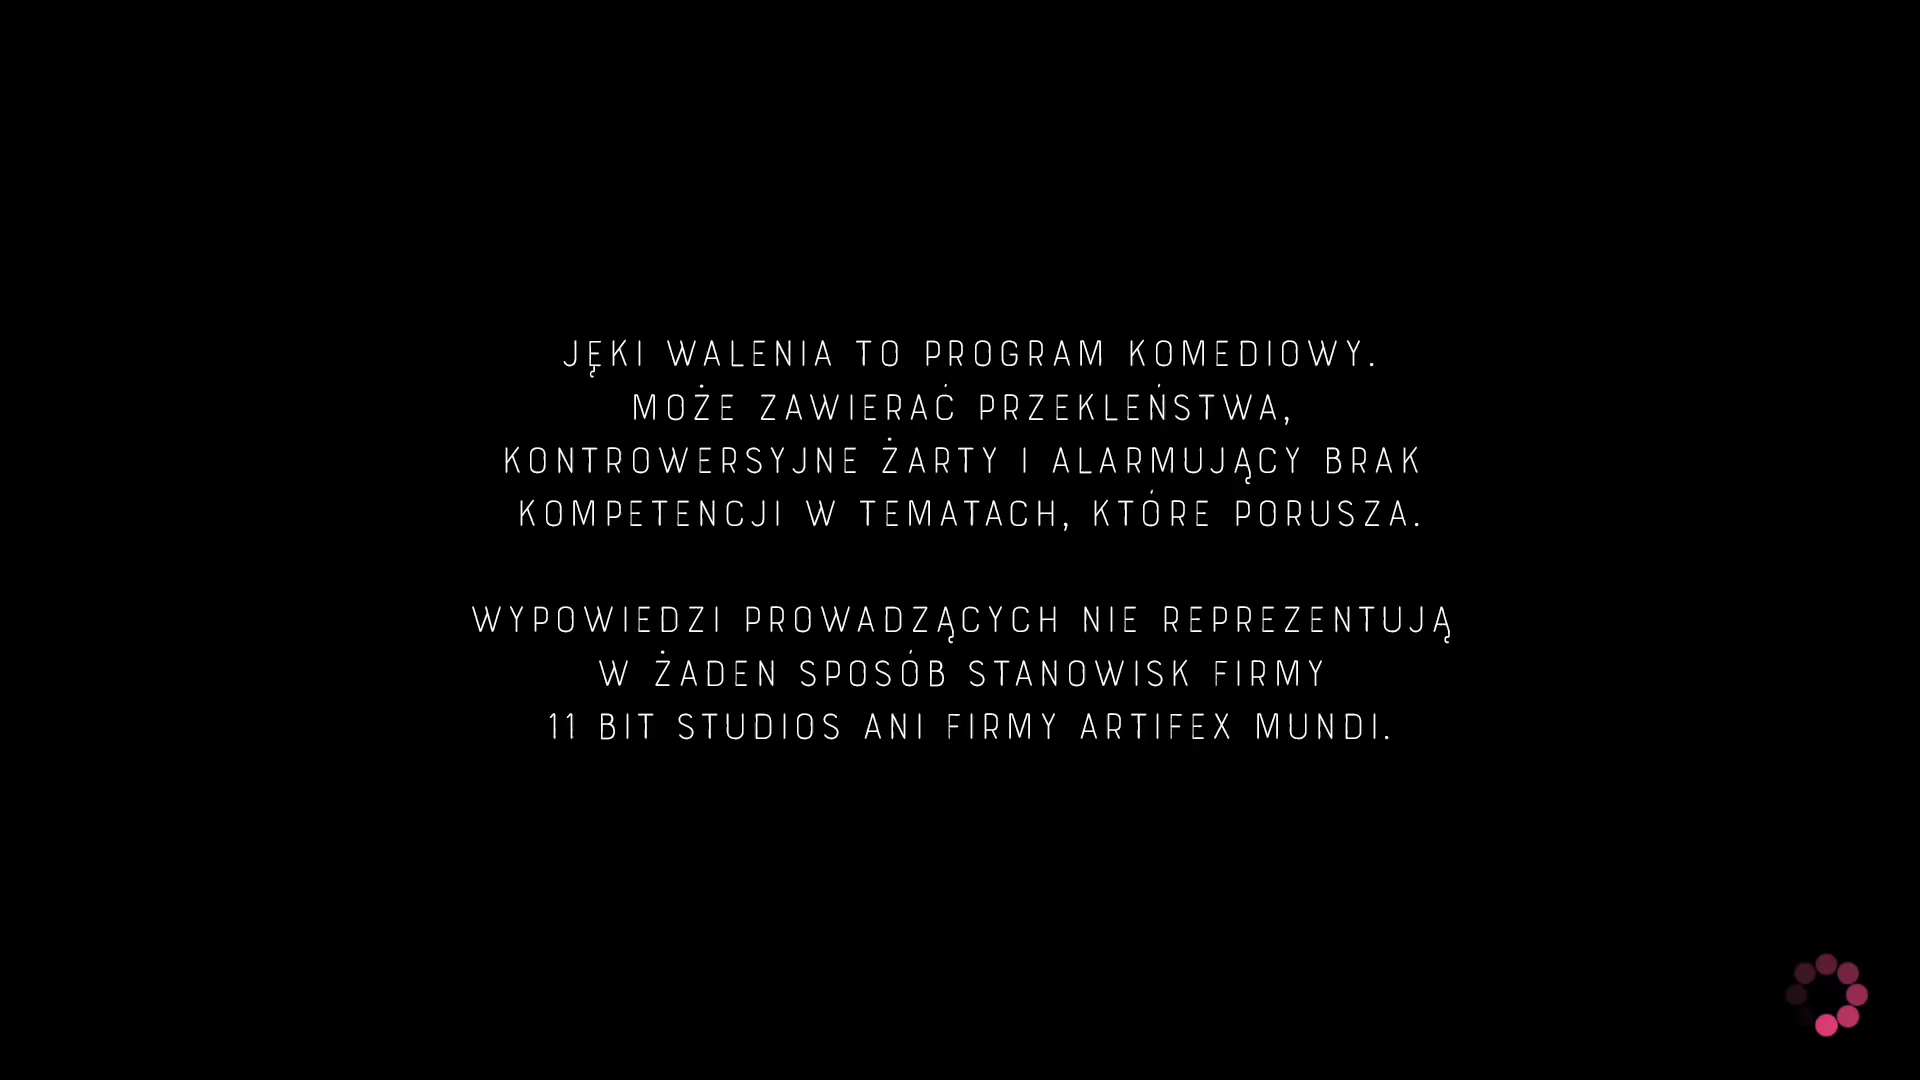 JĘKI WALENIA TO PROGRAM KOMEDIOWY.
MOŻE ZAWIERAĆ PRZEKLEŃSTWA,
KONTROWERSYJNE ŻARTY I ALARMUJĄCY BRAK
KOMPETENCJI W TEMATACH, KTÓRE PORUSZA.
WYPOWIEDZI PROWADZĄCYCH NIE REPREZENTUJĄ
W ŻADEN SPOSÓB STANOWISK FIRMY
11 BIT STUDIOS ANI FIRMY ARTIFEX MUNDI.